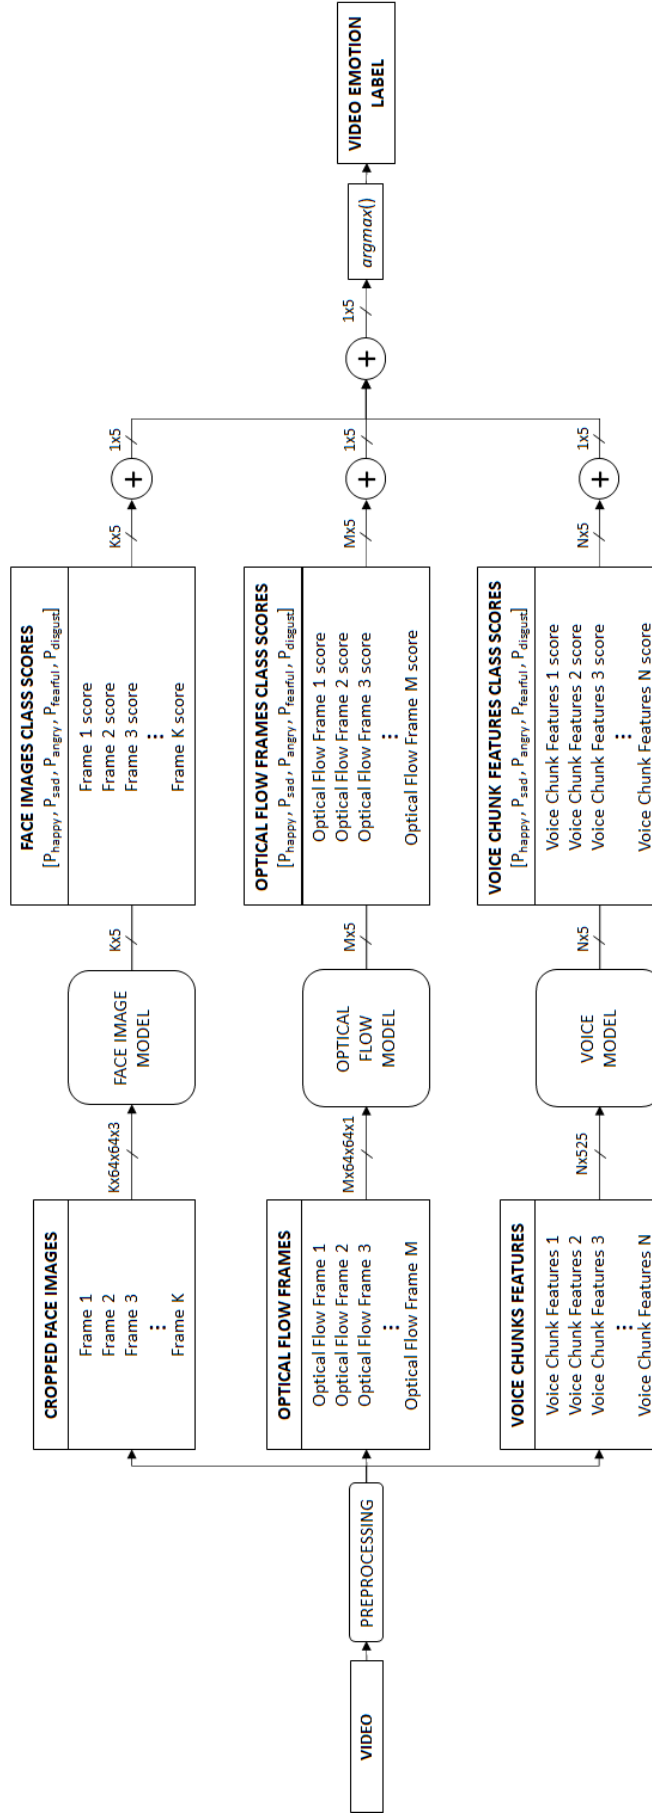 VIDEO
PREPROCESSING
CROPPED FACE IMAGES
Frame 1
Frame 2
Frame 3
⋮
Frame K
Kx64x64x3
FACE IMAGE
MODEL
Kx5
FACE IMAGES CLASS SCORES
[Phappy, Psad, Pangry, Pfearful, Pdisgust]
Frame 1 score
Frame 2 score
Frame 3 score
⋮
Frame K score
Kx5
+
1x5
OPTICAL FLOW FRAMES
Optical Flow Frame 1
Optical Flow Frame 2
Optical Flow Frame 3
⋮
Optical Flow Frame M
Mx64x64x1
OPTICAL
FLOW
MODEL
Mx5
OPTICAL FLOW FRAMES CLASS SCORES
[Phappy, Psad, Pangry, Pfearful, Pdisgust]
Optical Flow Frame 1 score
Optical Flow Frame 2 score
Optical Flow Frame 3 score
⋮
Optical Flow Frame M score
Mx5
+
1x5
VOICE CHUNKS FEATURES
Voice Chunk Features 1
Voice Chunk Features 2
Voice Chunk Features 3
⋮
Voice Chunk Features N
Nx525
VOICE
MODEL
Nx5
VOICE CHUNK FEATURES CLASS SCORES
[Phappy, Psad, Pangry, Pfearful, Pdisgust]
Voice Chunk Features 1 score
Voice Chunk Features 2 score
Voice Chunk Features 3 score
⋮
Voice Chunk Features N score
Nx5
+
1x5
+
1x5
argmax()
VIDEO EMOTION
LABEL